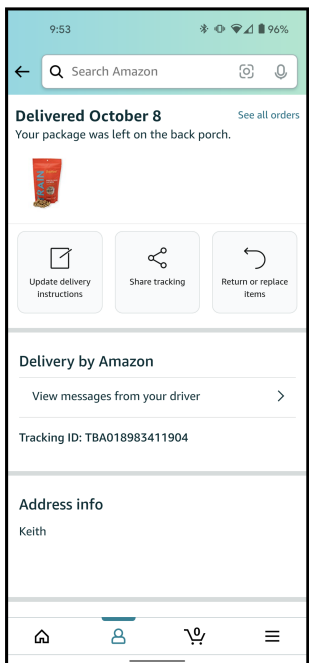 9:53
96%
Search Amazon
Delivered October 8
See all orders
Your package was left on the back porch.
Update delivery
instructions
Share tracking
Return or replace
items
Delivery by Amazon
View messages from your driver
Tracking ID: TBA018983411904
Address info
Keith
0